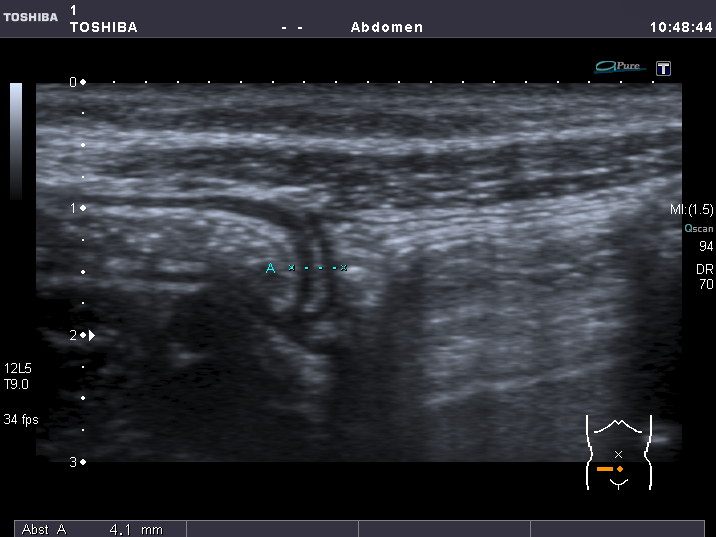 TOSHIBA
1
TOSHIBA - - Abdomen 10:48:44
aPure T
0
1
MI:(1.5)
Qscan
94
DR
70
A
2
12L5
T9.0
34 fps
3
Abst A 4.1 mm